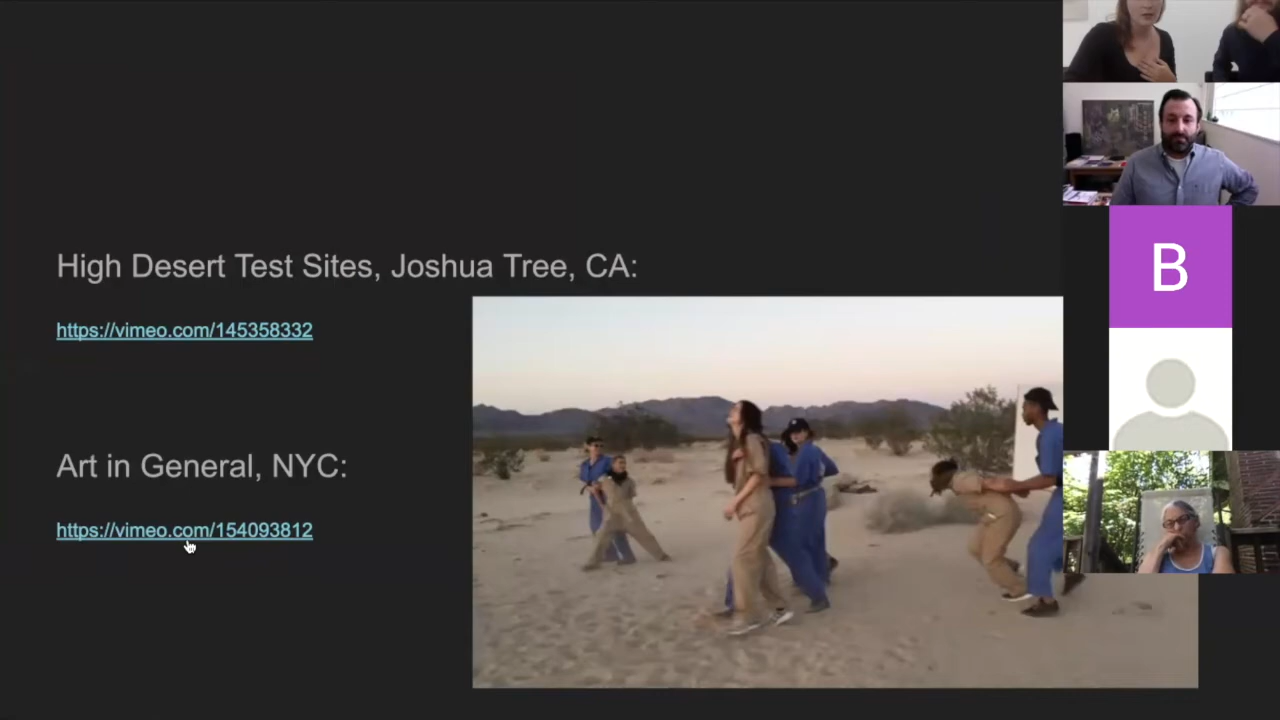 High Desert Test Sites, Joshua Tree, CA:
https://vimeo.com/145358332
Art in General, NYC:
https://vimeo.com/154093812
B